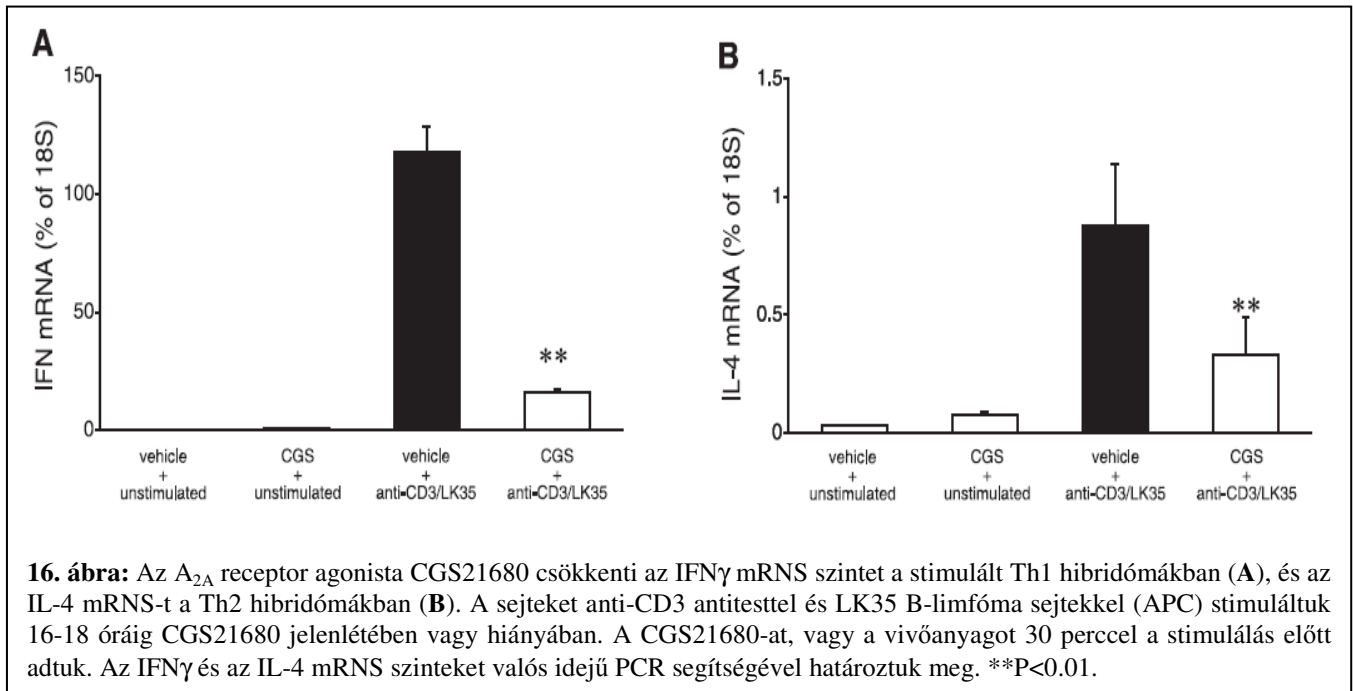 A
150
100
50
0
IFN mRNA (% of 18S)
vehicle
+
unstimulated
CGS
+
unstimulated
vehicle
+
anti-CD3/LK35
**
CGS
+
anti-CD3/LK35
B
1.5
1
0.5
0
IL-4 mRNA (% of 18S)
vehicle
+
unstimulated
CGS
+
unstimulated
vehicle
+
anti-CD3/LK35
**
CGS
+
anti-CD3/LK35
16. ábra: Az A2A receptor agonista CGS21680 csökkenti az IFNγ mRNS szintet a stimulált Th1 hibridómákban (A), és az
IL-4 mRNS-t a Th2 hibridómákban (B). A sejteket anti-CD3 antitesttel és LK35 B-limfóma sejtekkel (APC) stimuláltuk
16-18 óráig CGS21680 jelenlétében vagy hiányában. A CGS21680-at, vagy a vivőanyagot 30 perccel a stimulálás előtt
adtuk. Az IFNγ és az IL-4 mRNS szinteket valós idejű PCR segítségével határoztuk meg. **P<0.01.